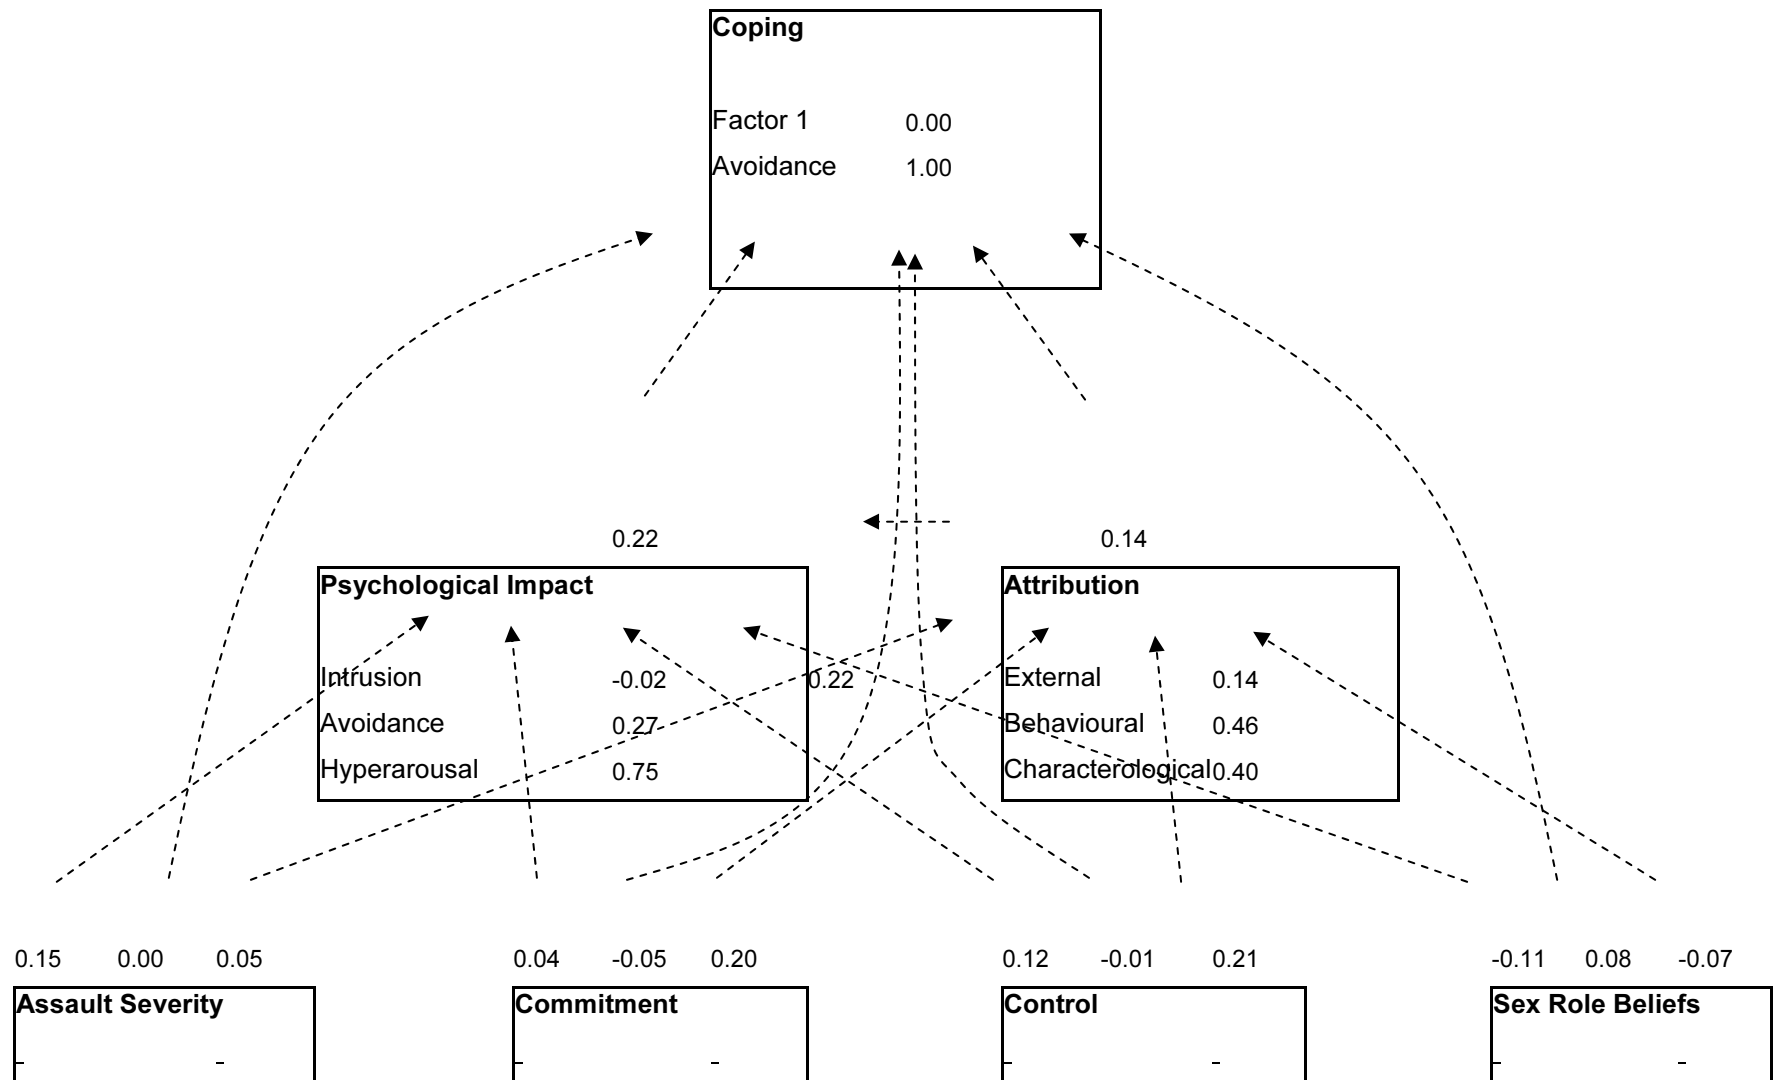 Coping
Factor 1 0.00
Avoidance 1.00
0.22 0.14
Psychological Impact Attribution
Intrusion -0.02 0.22 External 0.14
Avoidance 0.27 Behavioural 0.46
Hyperarousal 0.75 Characterological 0.40
0.15 0.00 0.05 0.04 -0.05 0.20 0.12 -0.01 0.21 -0.11 0.08 -0.07
Assault Severity Commitment Control Sex Role Beliefs
- - - - - - - -